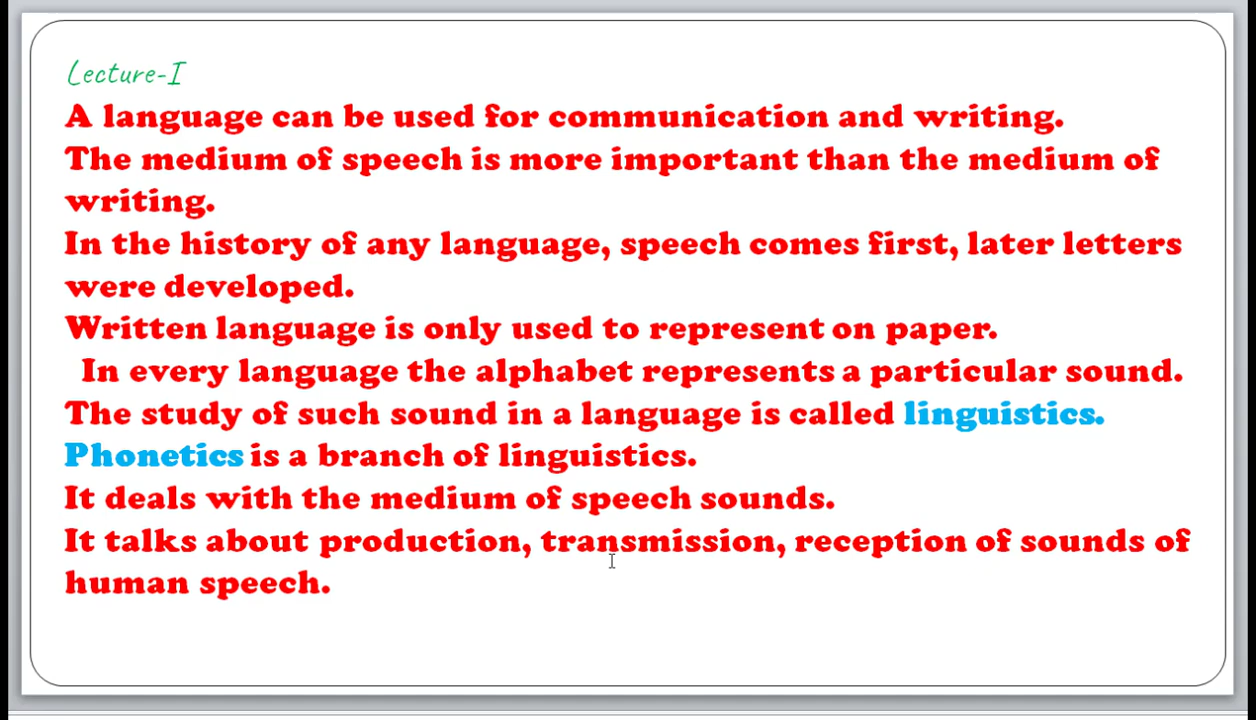 Lecture-I
A language can be used for communication and writing.
The medium of speech is more important than the medium of
writing.
In the history of any language, speech comes first, later letters
were developed.
Written language is only used to represent on paper.
In every language the alphabet represents a particular sound.
The study of such sound in a language is called linguistics.
Phonetics is a branch of linguistics.
It deals with the medium of speech sounds.
It talks about production, transmission, reception of sounds of
human speech.